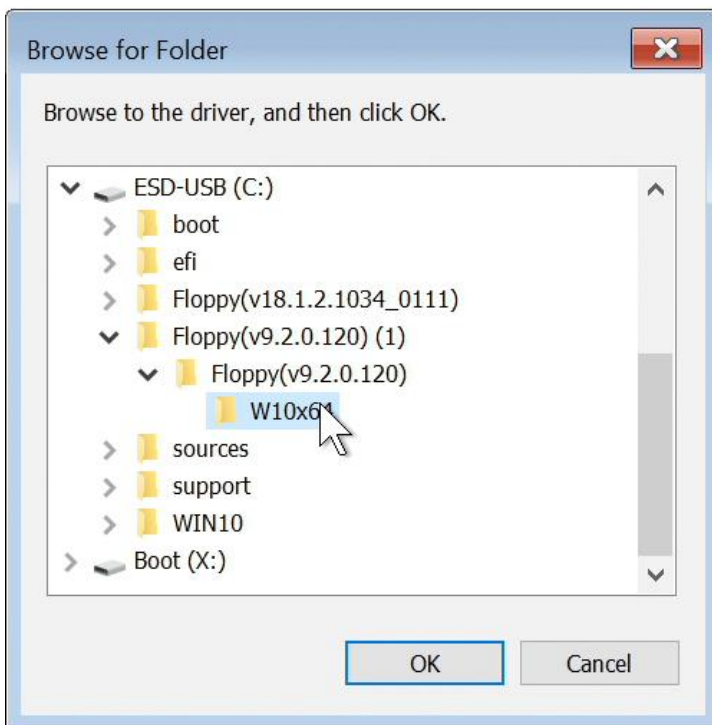 Browse for Folder
Browse to the driver, and then click OK.
ESD-USB (C:)
boot
efi
Floppy(v18.1.2.1034_0111)
Floppy(v9.2.0.120) (1)
Floppy(v9.2.0.120)
W10x64
sources
support
WIN10
Boot (X:)
OK Cancel